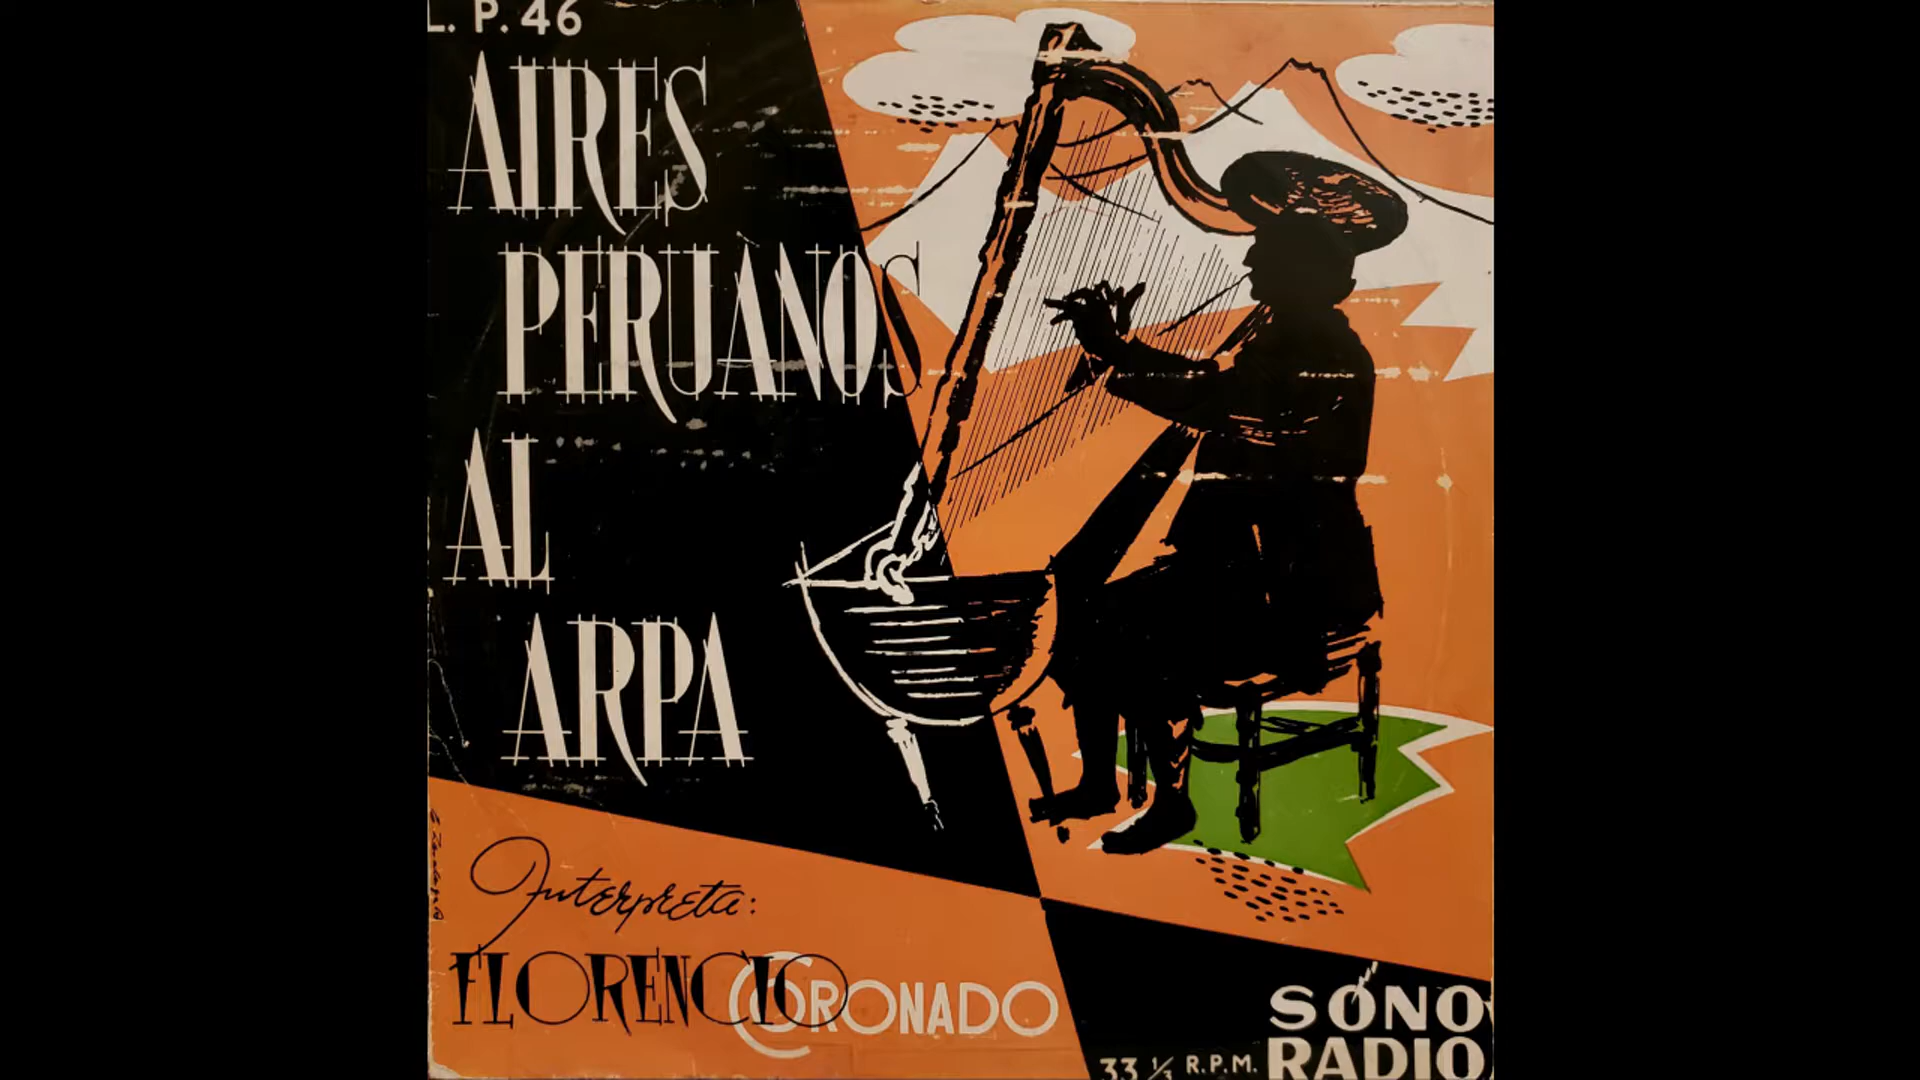 L. P. 46
AIRES
PERUANOS
AL
ARPA
Interpreta:
FLORENCIO CORONADO
SONO
RADIO
33 1/3 R.P.M.